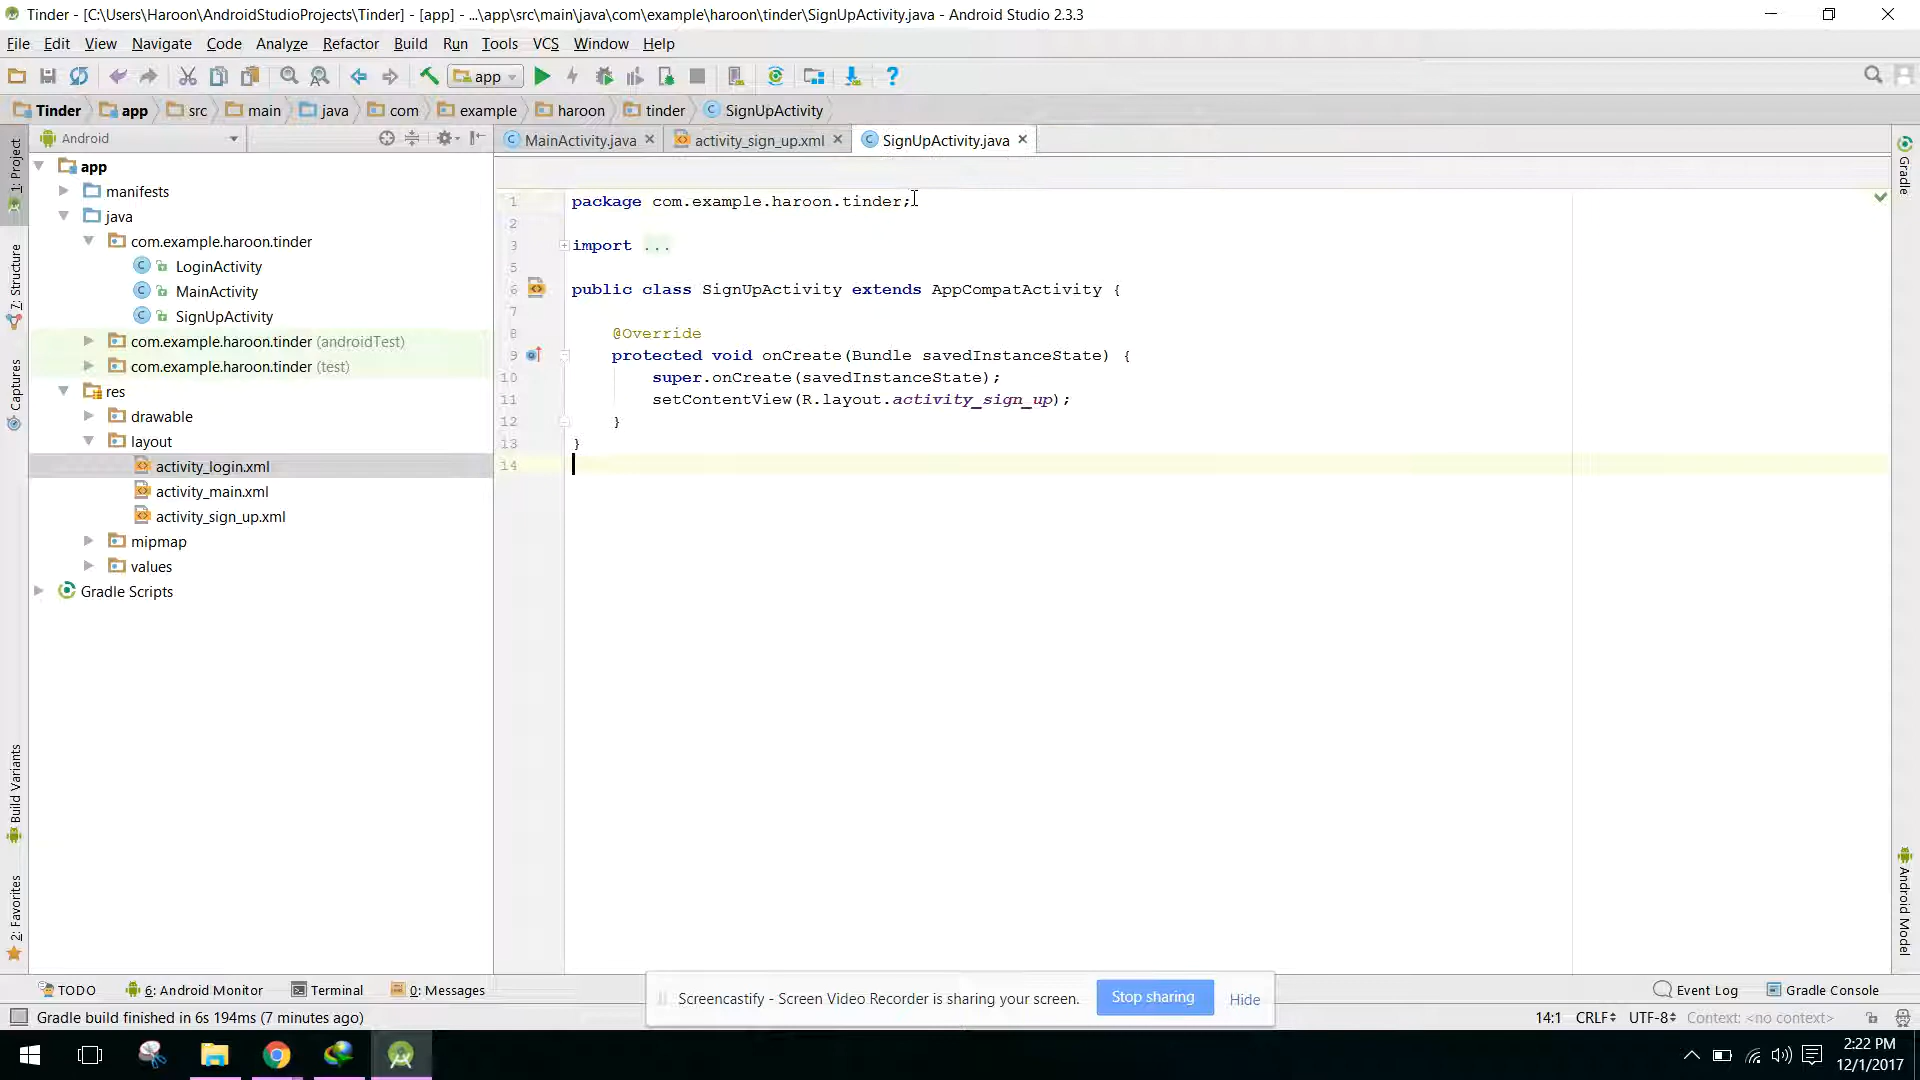 Tinder - [C:\Users\Haroon\AndroidStudioProjects\Tinder] - [app] - ...\app\src\main\java\com\example\haroon\tinder\SignUpActivity.java - Android Studio 2.3.3
File Edit View Navigate Code Analyze Refactor Build Run Tools VCS Window Help
app
Tinder app src main java com example haroon tinder SignUpActivity
Android
MainActivity.java activity_sign_up.xml SignUpActivity.java
1: Project
7: Structure
Captures
Build Variants
2: Favorites
app
manifests
java
com.example.haroon.tinder
LoginActivity
MainActivity
SignUpActivity
com.example.haroon.tinder (androidTest)
com.example.haroon.tinder (test)
res
drawable
layout
activity_login.xml
activity_main.xml
activity_sign_up.xml
mipmap
values
Gradle Scripts
1 package com.example.haroon.tinder;
2
3 import ...
5
6 public class SignUpActivity extends AppCompatActivity {
7
8 @Override
9 protected void onCreate(Bundle savedInstanceState) {
10 super.onCreate(savedInstanceState);
11 setContentView(R.layout.activity_sign_up);
12 }
13 }
14
Gradle
Android Model
TODO 6: Android Monitor Terminal 0: Messages Event Log Gradle Console
Screencastify - Screen Video Recorder is sharing your screen. Stop sharing Hide
Gradle build finished in 6s 194ms (7 minutes ago) 14:1 CRLF UTF-8 Context: <no context>
2:22 PM
12/1/2017